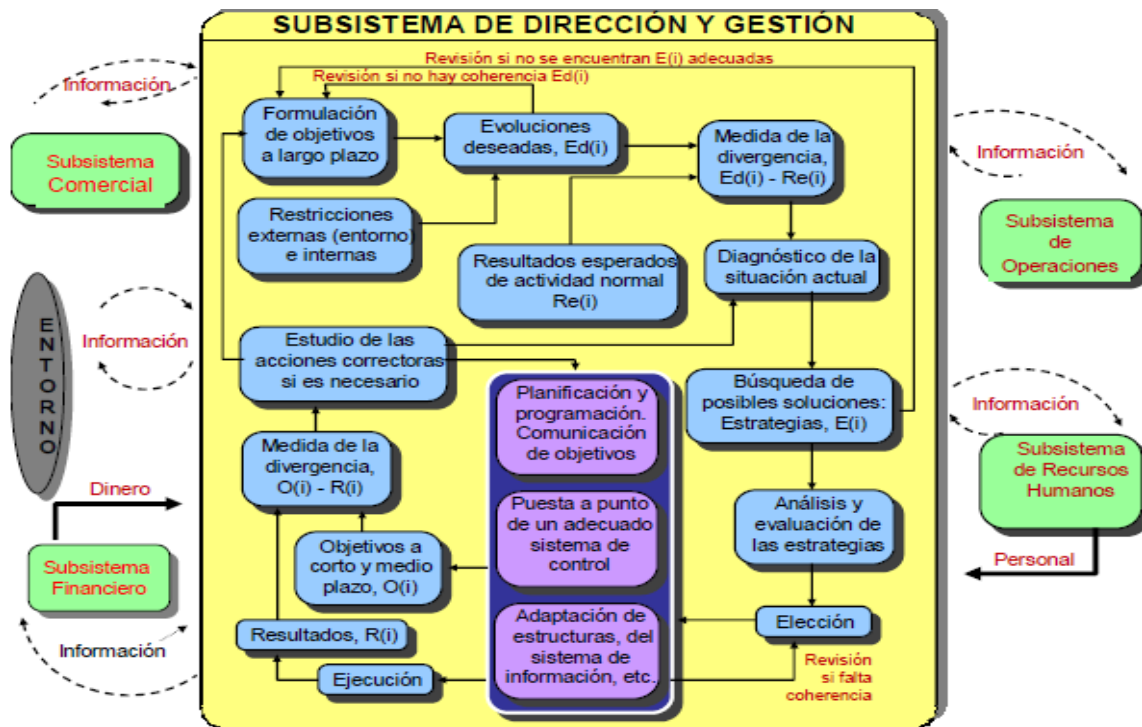 SUBSISTEMA DE DIRECCIÓN Y GESTIÓN
Revisión si no se encuentran E(i) adecuadas
Revisión si no hay coherencia Ed(i)
Información
Formulación
de objetivos
a largo plazo
Evoluciones
deseadas, Ed(i)
Medida de la
divergencia,
Ed(i) - Re(i)
Información
Subsistema
Comercial
Restricciones
externas (entorno)
e internas
Resultados esperados
de actividad normal
Re(i)
Diagnóstico de la
situación actual
Subsistema
de
Operaciones
ENTORNO
Información
Estudio de las
acciones correctoras
si es necesario
Planificación y
programación.
Comunicación
de objetivos
Búsqueda de
posibles soluciones:
Estrategias, E(i)
Información
Medida de la
divergencia,
O(i) - R(i)
Subsistema
de Recursos
Humanos
Dinero
Puesta a punto
de un adecuado
sistema de
control
Análisis y
evaluación de
las estrategias
Subsistema
Financiero
Objetivos a
corto y medio
plazo, O(i)
Personal
Adaptación de
estructuras, del
sistema de
información, etc.
Elección
Resultados, R(i)
Información
Ejecución
Revisión
si falta
coherencia